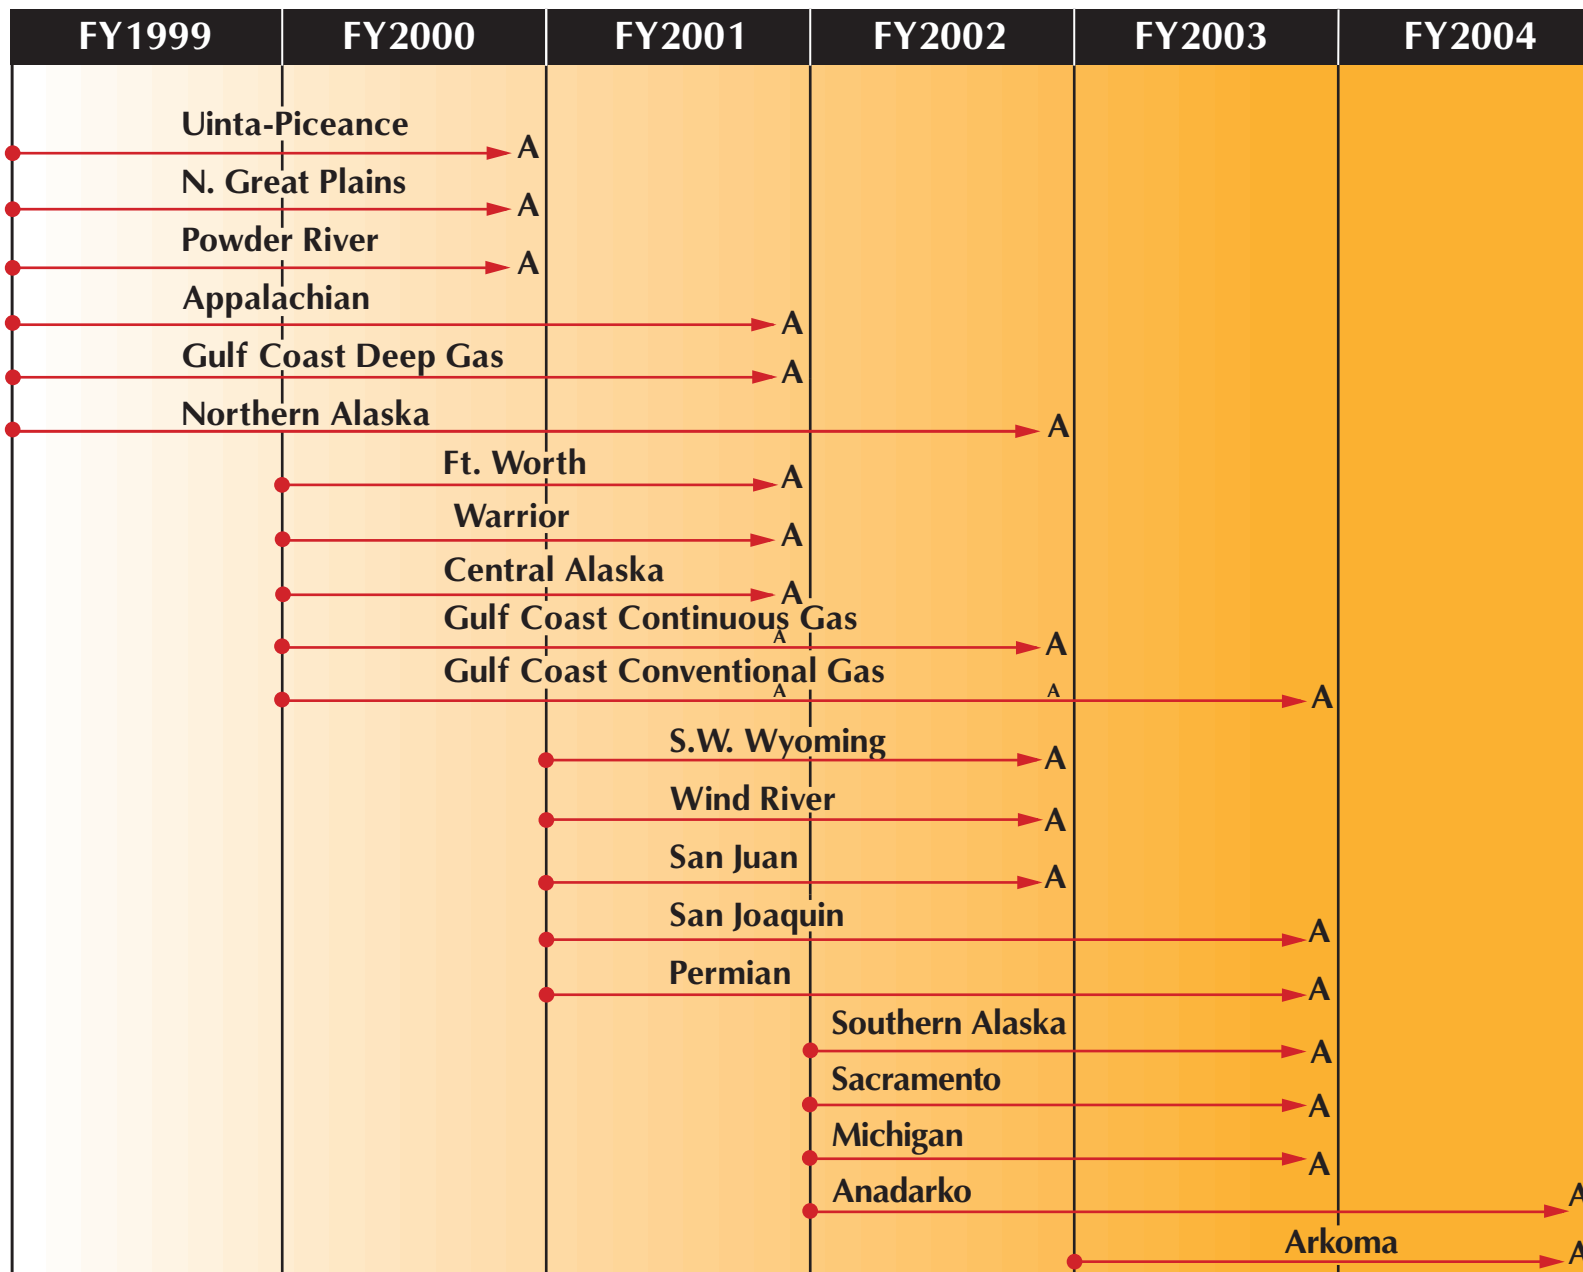 FY1999 FY2000 FY2001 FY2002 FY2003 FY2004
Uinta-Piceance
A
N. Great Plains
A
Powder River
A
Appalachian
A
Gulf Coast Deep Gas
A
Northern Alaska
A
Ft. Worth
A
Warrior
A
Central Alaska
A
Gulf Coast Continuous Gas
A A
Gulf Coast Conventional Gas
A A A
S.W. Wyoming
A
Wind River
A
San Juan
A
San Joaquin
A
Permian
A
Southern Alaska
A
Sacramento
A
Michigan
A
Anadarko
A
Arkoma
A